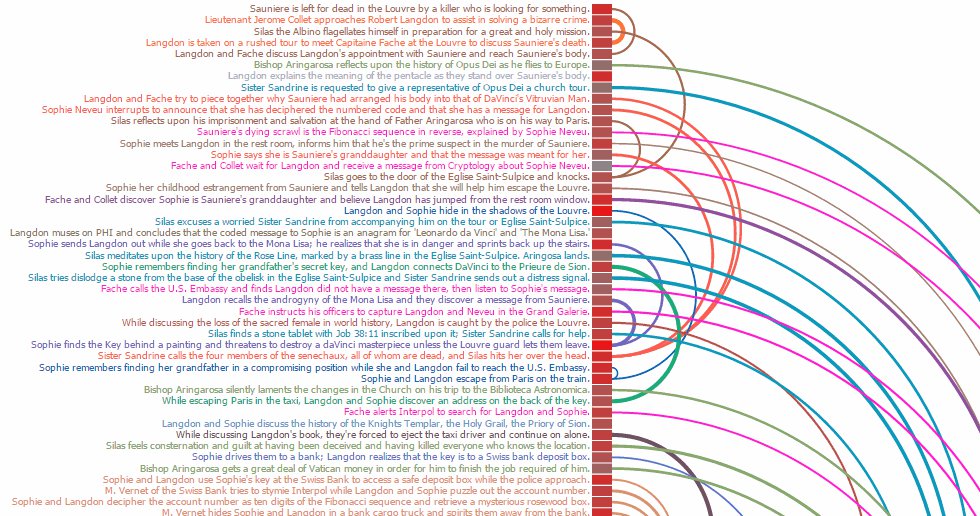 Sauniere is left for dead in the Louvre by a killer who is looking for something.
Lieutenant Jerome Collet approaches Robert Langdon to assist in solving a bizarre crime.
Silas the Albino flagellates himself in preparation for a great and holy mission.
Langdon is taken on a rushed tour to meet Capitaine Fache at the Louvre to discuss Sauniere's death.
Langdon and Fache discuss Langdon's appointment with Sauniere and reach Sauniere's body.
Bishop Aringarosa reflects upon the history of Opus Dei as he flies to Europe.
Langdon explains the meaning of the pentacle as they stand over Sauniere's body.
Sister Sandrine is requested to give a representative of Opus Dei a church tour.
Langdon and Fache try to piece together why Sauniere had arranged his body into that of DaVinci's Vitruvian Man.
Sophie Neveu interrupts to announce that she has deciphered the numbered code and that she has a message for Langdon.
Silas reflects upon his imprisonment and salvation at the hand of Father Aringarosa who is on his way to Paris.
Sauniere's dying scrawl is the Fibonacci sequence in reverse, explained by Sophie Neveu.
Sophie meets Langdon in the rest room, informs him that he's the prime suspect in the murder of Sauniere.
Sophie says she is Sauniere's granddaughter and that the message was meant for her.
Fache and Collet wait for Langdon and receive a message from Cryptology about Sophie Neveu.
Silas goes to the door of the Eglise Saint-Sulpice and knocks.
Sophie her childhood estrangement from Sauniere and tells Langdon that she will help him escape the Louvre.
Fache and Collet discover Sophie is Sauniere's granddaughter and believe Langdon has jumped from the rest room window.
Langdon and Sophie hide in the shadows of the Louvre.
Silas excuses a worried Sister Sandrine from accompanying him on the tour or Eglise Saint-Sulpice.
Langdon muses on PHI and concludes that the coded message to Sophie is an anagram for 'Leonardo da Vinci' and 'The Mona Lisa.'
Sophie sends Langdon out while she goes back to the Mona Lisa; he realizes that she is in danger and sprints back up the stairs.
Silas meditates upon the history of the Rose Line, marked by a brass line in the Eglise Saint-Sulpice. Aringosa lands.
Sophie remembers finding her grandfather's secret key, and Langdon connects DaVinci to the Prieure de Sion.
Silas tries dislodge a stone from the base of the obelisk in the Eglise Saint-Sulpice and Sister Sandrine sends out a distress signal.
Fache calls the U.S. Embassy and finds Langdon did not have a message there, then listen to Sophie's message.
Langdon recalls the androgyny of the Mona Lisa and they discover a message from Sauniere.
Fache instructs his officers to capture Langdon and Neveu in the Grand Galerie.
While discussing the loss of the sacred female in world history, Langdon is caught by the police the Louvre.
Silas finds a stone tablet with Job 38:11 inscribed upon it; Sister Sandrine calls for help.
Sophie finds the Key behind a painting and threatens to destroy a daVinci masterpiece unless the Louvre guard lets them leave.
Sister Sandrine calls the four members of the senechaux, all of whom are dead, and Silas hits her over the head.
Sophie remembers finding her grandfather in a compromising position while she and Langdon fail to reach the U.S. Embassy.
Sophie and Langdon escape from Paris on the train.
Bishop Aringarosa silently laments the changes in the Church on his trip to the Biblioteca Astronomica.
While escaping Paris in the taxi, Langdon and Sophie discover an address on the back of the key.
Fache alerts Interpol to search for Langdon and Sophie.
Langdon and Sophie discuss the history of the Knights Templar, the Holy Grail, the Priory of Sion.
While discussing Langdon's book, they're forced to eject the taxi driver and continue on alone.
Silas feels consternation and guilt at having been deceived and having killed everyone who knows the location.
Sophie drives them to a bank; Langdon realizes that the key is to a Swiss bank deposit box.
Bishop Aringarosa gets a great deal of Vatican money in order for him to finish the job required of him.
Sophie and Langdon use Sophie's key at the Swiss Bank to access a safe deposit box while the police approach.
M. Vernet of the Swiss Bank tries to stymie Interpol while Langdon and Sophie puzzle out the account number.
Sophie and Langdon decipher the account number as ten digits of the Fibonacci sequence and retrieve a mysterious rosewood box.
M. Vernet hides Sophie and Langdon in a bank cargo truck and spirits them away from the bank.